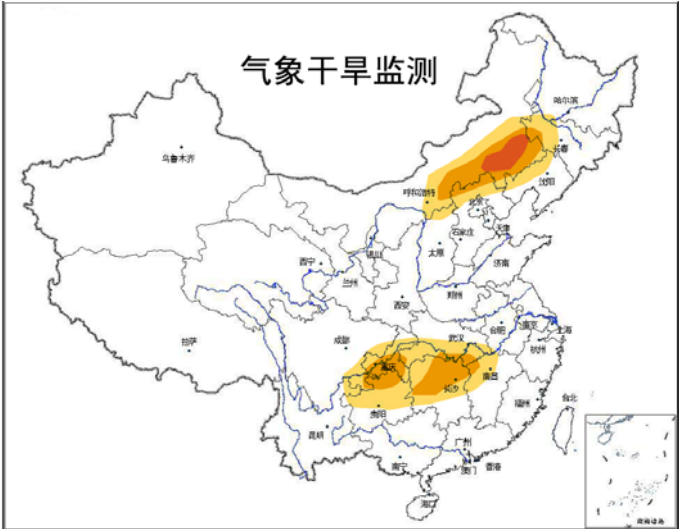 气象干旱监测
哈尔滨
长春
乌鲁木齐
沈阳
呼和浩特
北京
天津
石家庄
银川
太原
西宁
济南
兰州
郑州
西安
合肥
南京
上海
成都
武汉
拉萨
杭州
重庆
南昌
长沙
贵阳
福州
台北
昆明
广州
南宁
澳门
香港
海口
南海诸岛